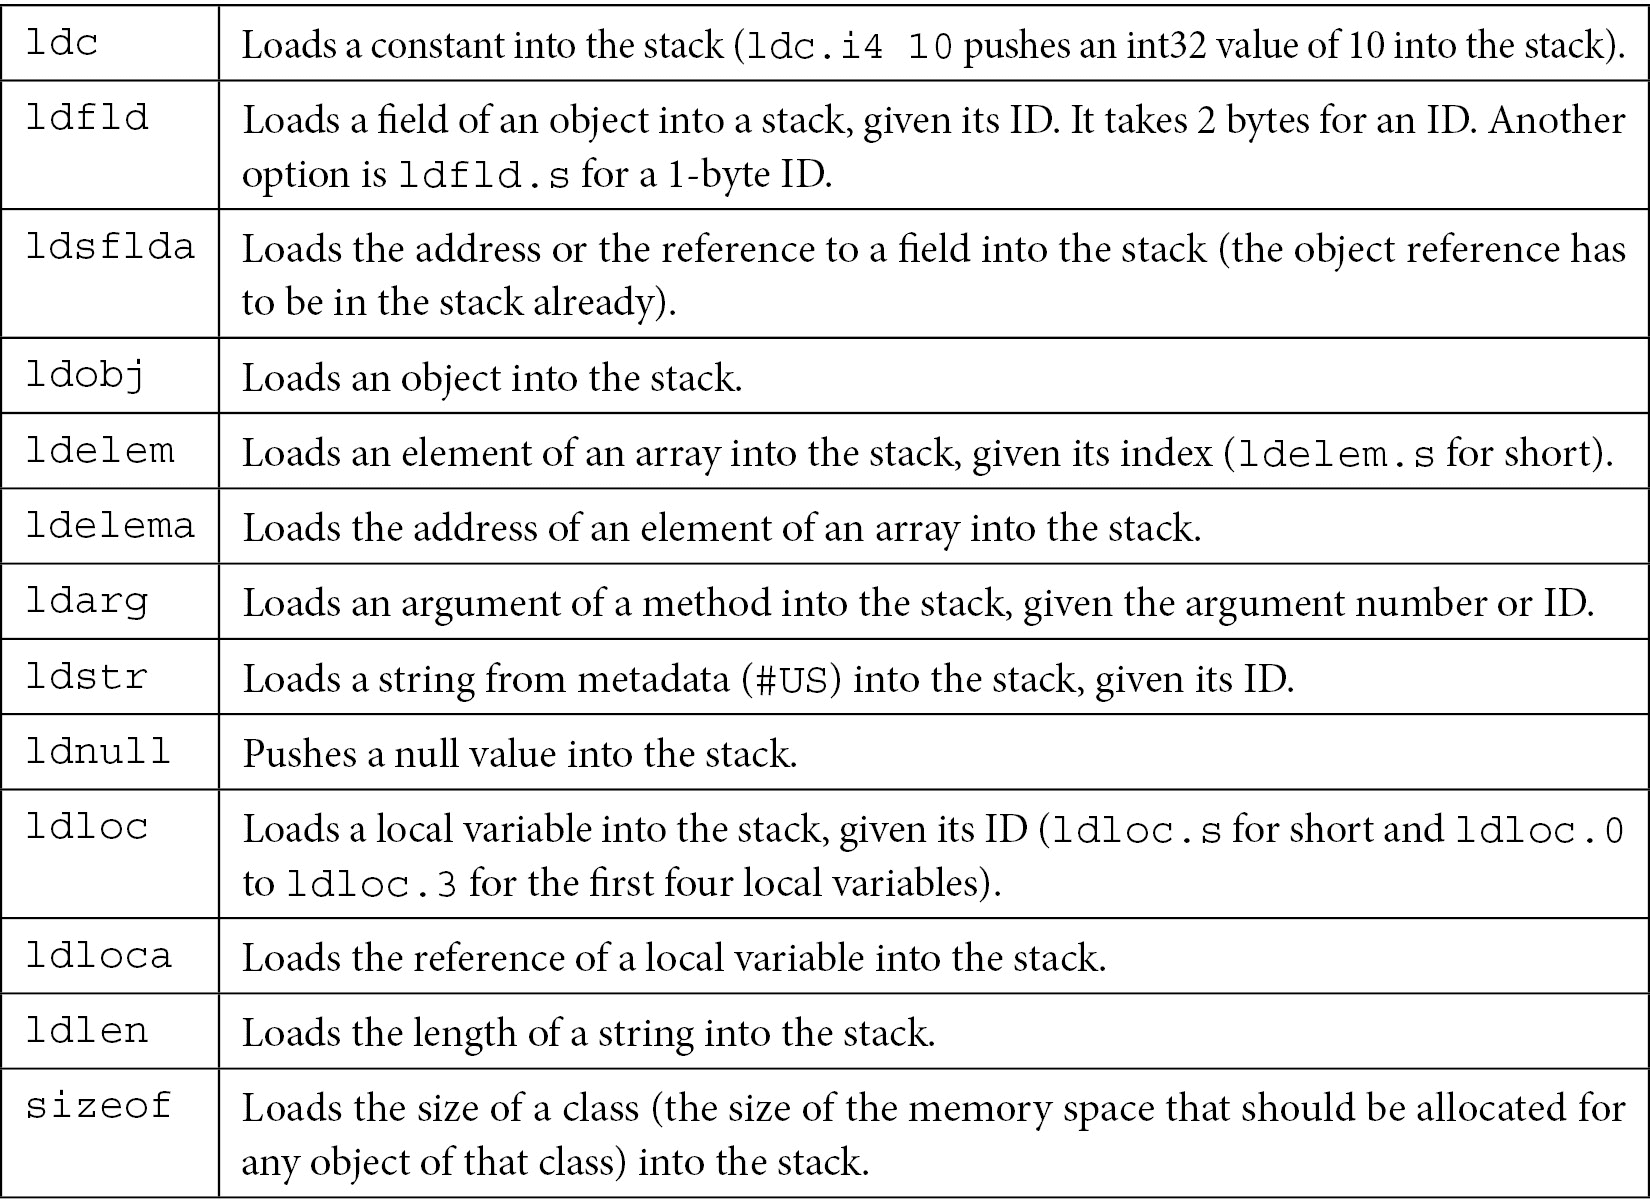 ldc Loads a constant into the stack (ldc.i4 10 pushes an int32 value of 10 into the stack).
ldfld Loads a field of an object into a stack, given its ID. It takes 2 bytes for an ID. Another
option is ldfld.s for a 1-byte ID.
ldsflda Loads the address or the reference to a field into the stack (the object reference has
to be in the stack already).
ldobj Loads an object into the stack.
ldelem Loads an element of an array into the stack, given its index (ldelem.s for short).
ldelema Loads the address of an element of an array into the stack.
ldarg Loads an argument of a method into the stack, given the argument number or ID.
ldstr Loads a string from metadata (#US) into the stack, given its ID.
ldnull Pushes a null value into the stack.
ldloc Loads a local variable into the stack, given its ID (ldloc.s for short and ldloc.0
to ldloc.3 for the first four local variables).
ldloca Loads the reference of a local variable into the stack.
ldlen Loads the length of a string into the stack.
sizeof Loads the size of a class (the size of the memory space that should be allocated for
any object of that class) into the stack.